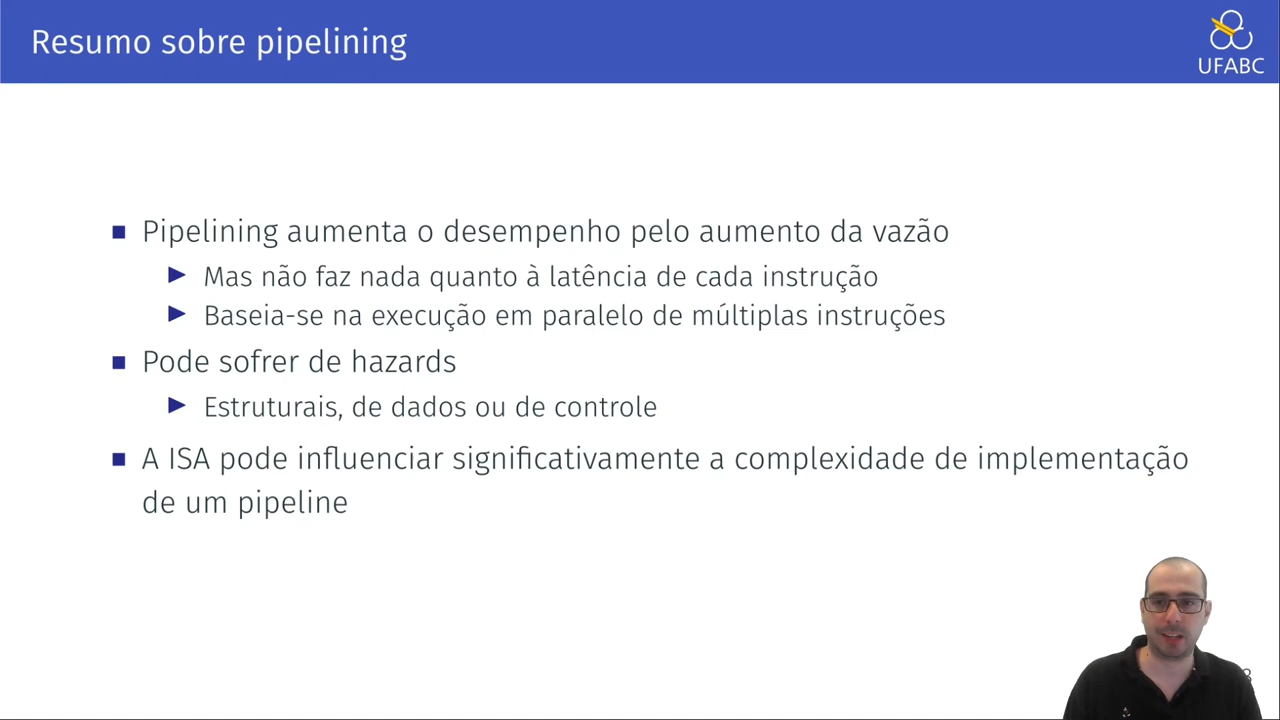 Resumo sobre pipelining
UFABC
Pipelining aumenta o desempenho pelo aumento da vazão
Mas não faz nada quanto à latência de cada instrução
Baseia-se na execução em paralelo de múltiplas instruções
Pode sofrer de hazards
Estruturais, de dados ou de controle
A ISA pode influenciar significativamente a complexidade de implementação
de um pipeline